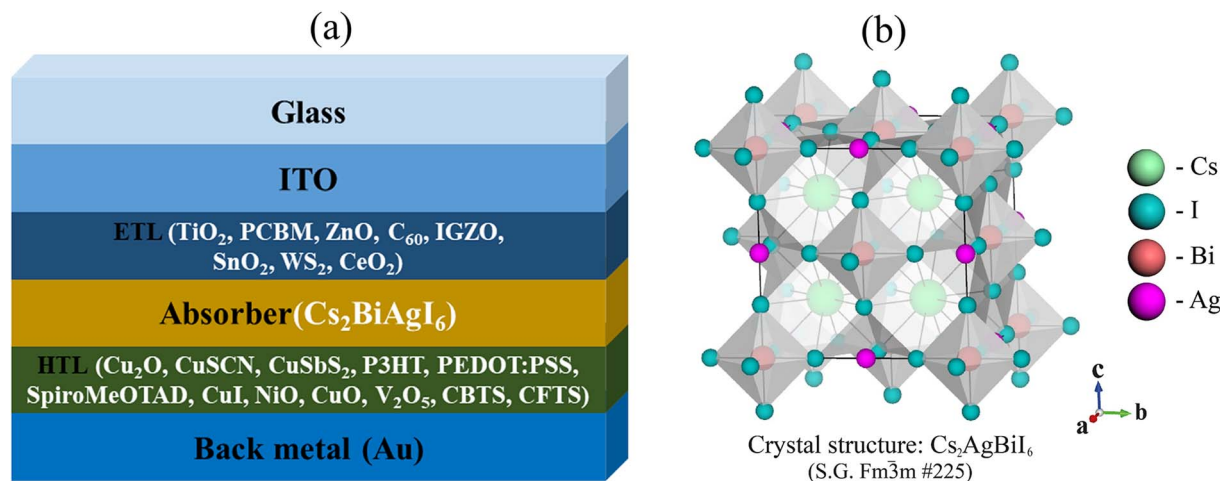 (a)
Glass
ITO
ETL (TiO₂, PCBM, ZnO, C₆₀, IGZO,
SnO₂, WS₂, CeO₂)
Absorber(Cs₂BiAgI₆)
HTL (Cu₂O, CuSCN, CuSbS₂, P3HT, PEDOT:PSS,
SpiroMeOTAD, CuI, NiO, CuO, V₂O₅, CBTS, CFTS)
Back metal (Au)
(b)
- Cs
- I
- Bi
- Ag
c
b
a
Crystal structure: Cs₂AgBiI₆
(S.G. Fm3̅m #225)